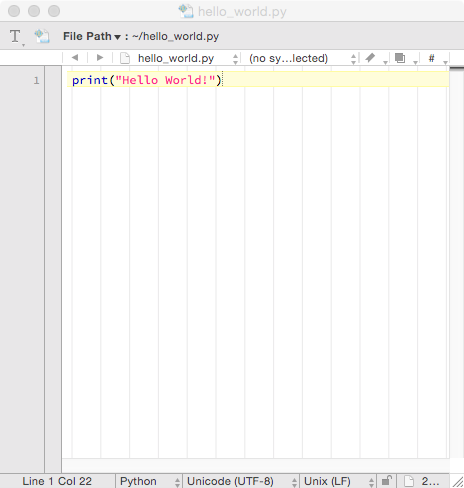 hello_world.py
T File Path : ~/hello_world.py
hello_world.py (no sy...lected) #
1 print("Hello World!")
Line 1 Col 22 Python Unicode (UTF-8) Unix (LF) 2...